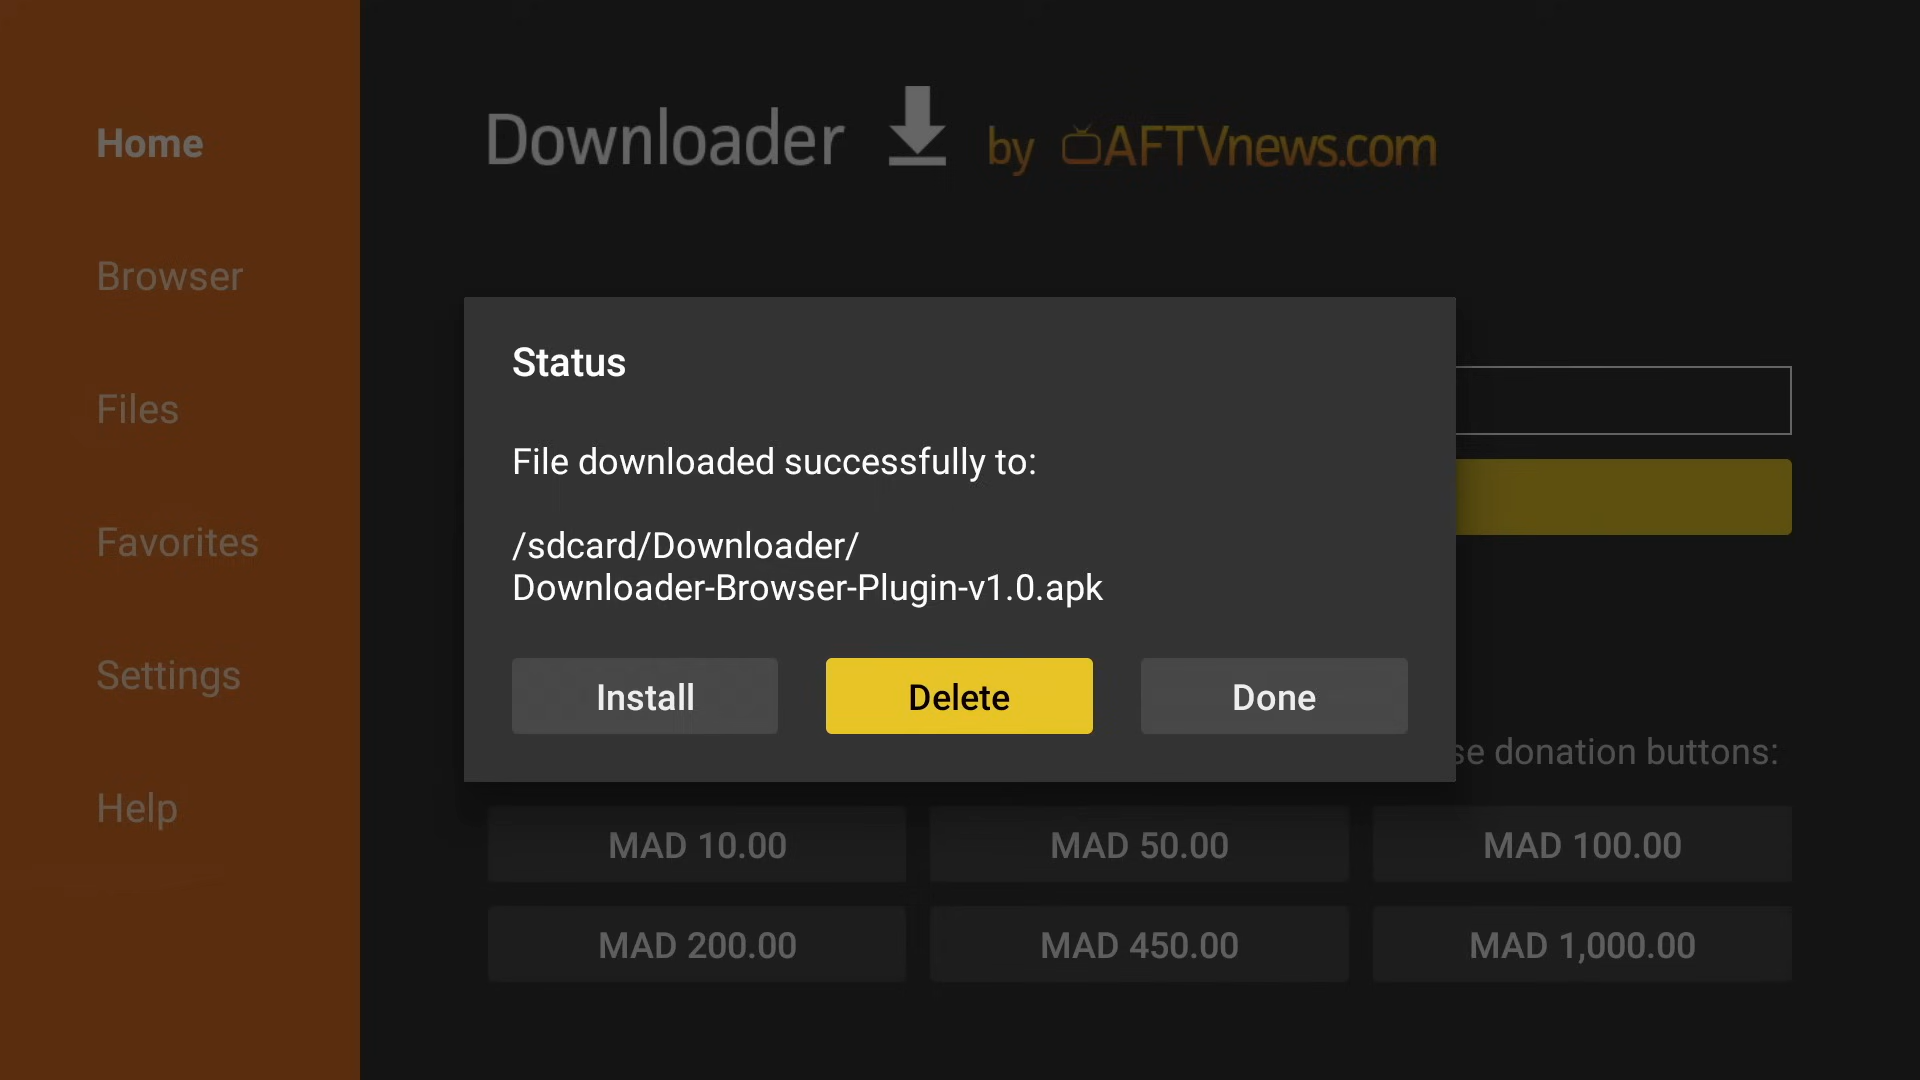 Home
Browser
Files
Favorites
Settings
Help
Downloader by AFTVnews.com
Status
File downloaded successfully to:
/sdcard/Downloader/
Downloader-Browser-Plugin-v1.0.apk
Install
Delete
Done
donation buttons:
MAD 10.00
MAD 50.00
MAD 100.00
MAD 200.00
MAD 450.00
MAD 1,000.00